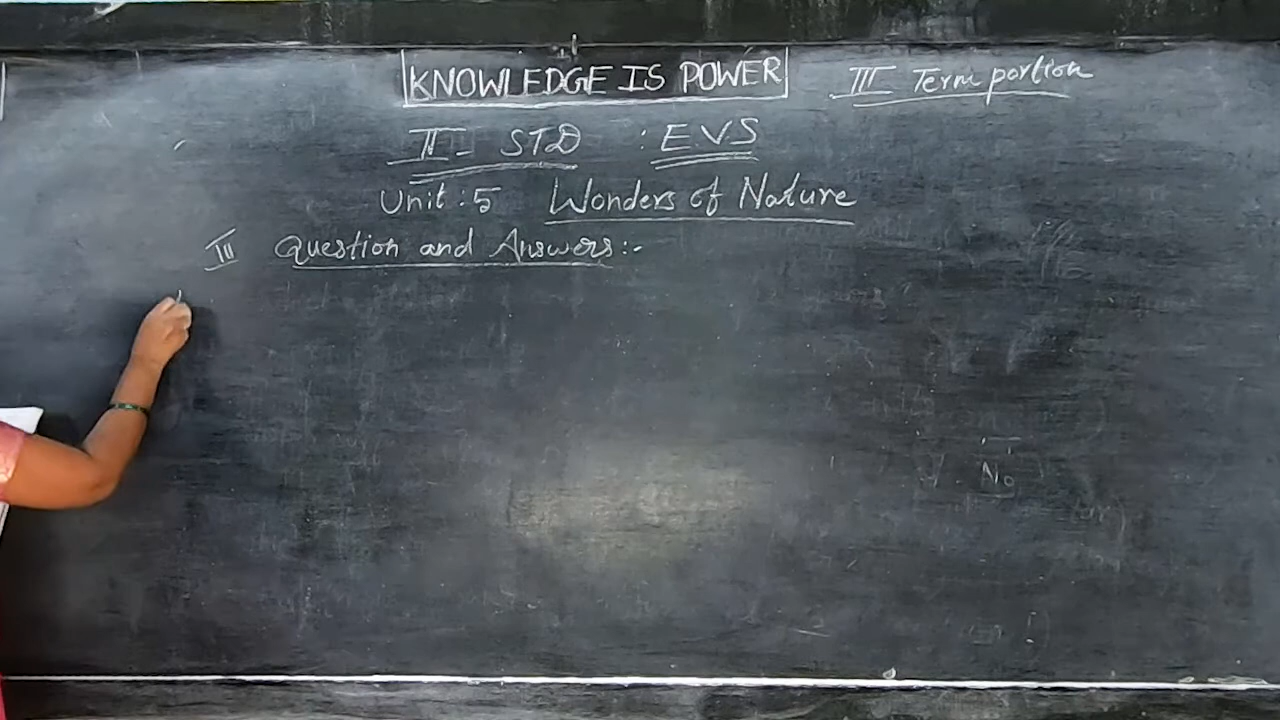 KNOWLEDGE IS POWER III Term portion
II - STD : EVS
Unit : 5 Wonders of Nature
III Question and Answers:-
No